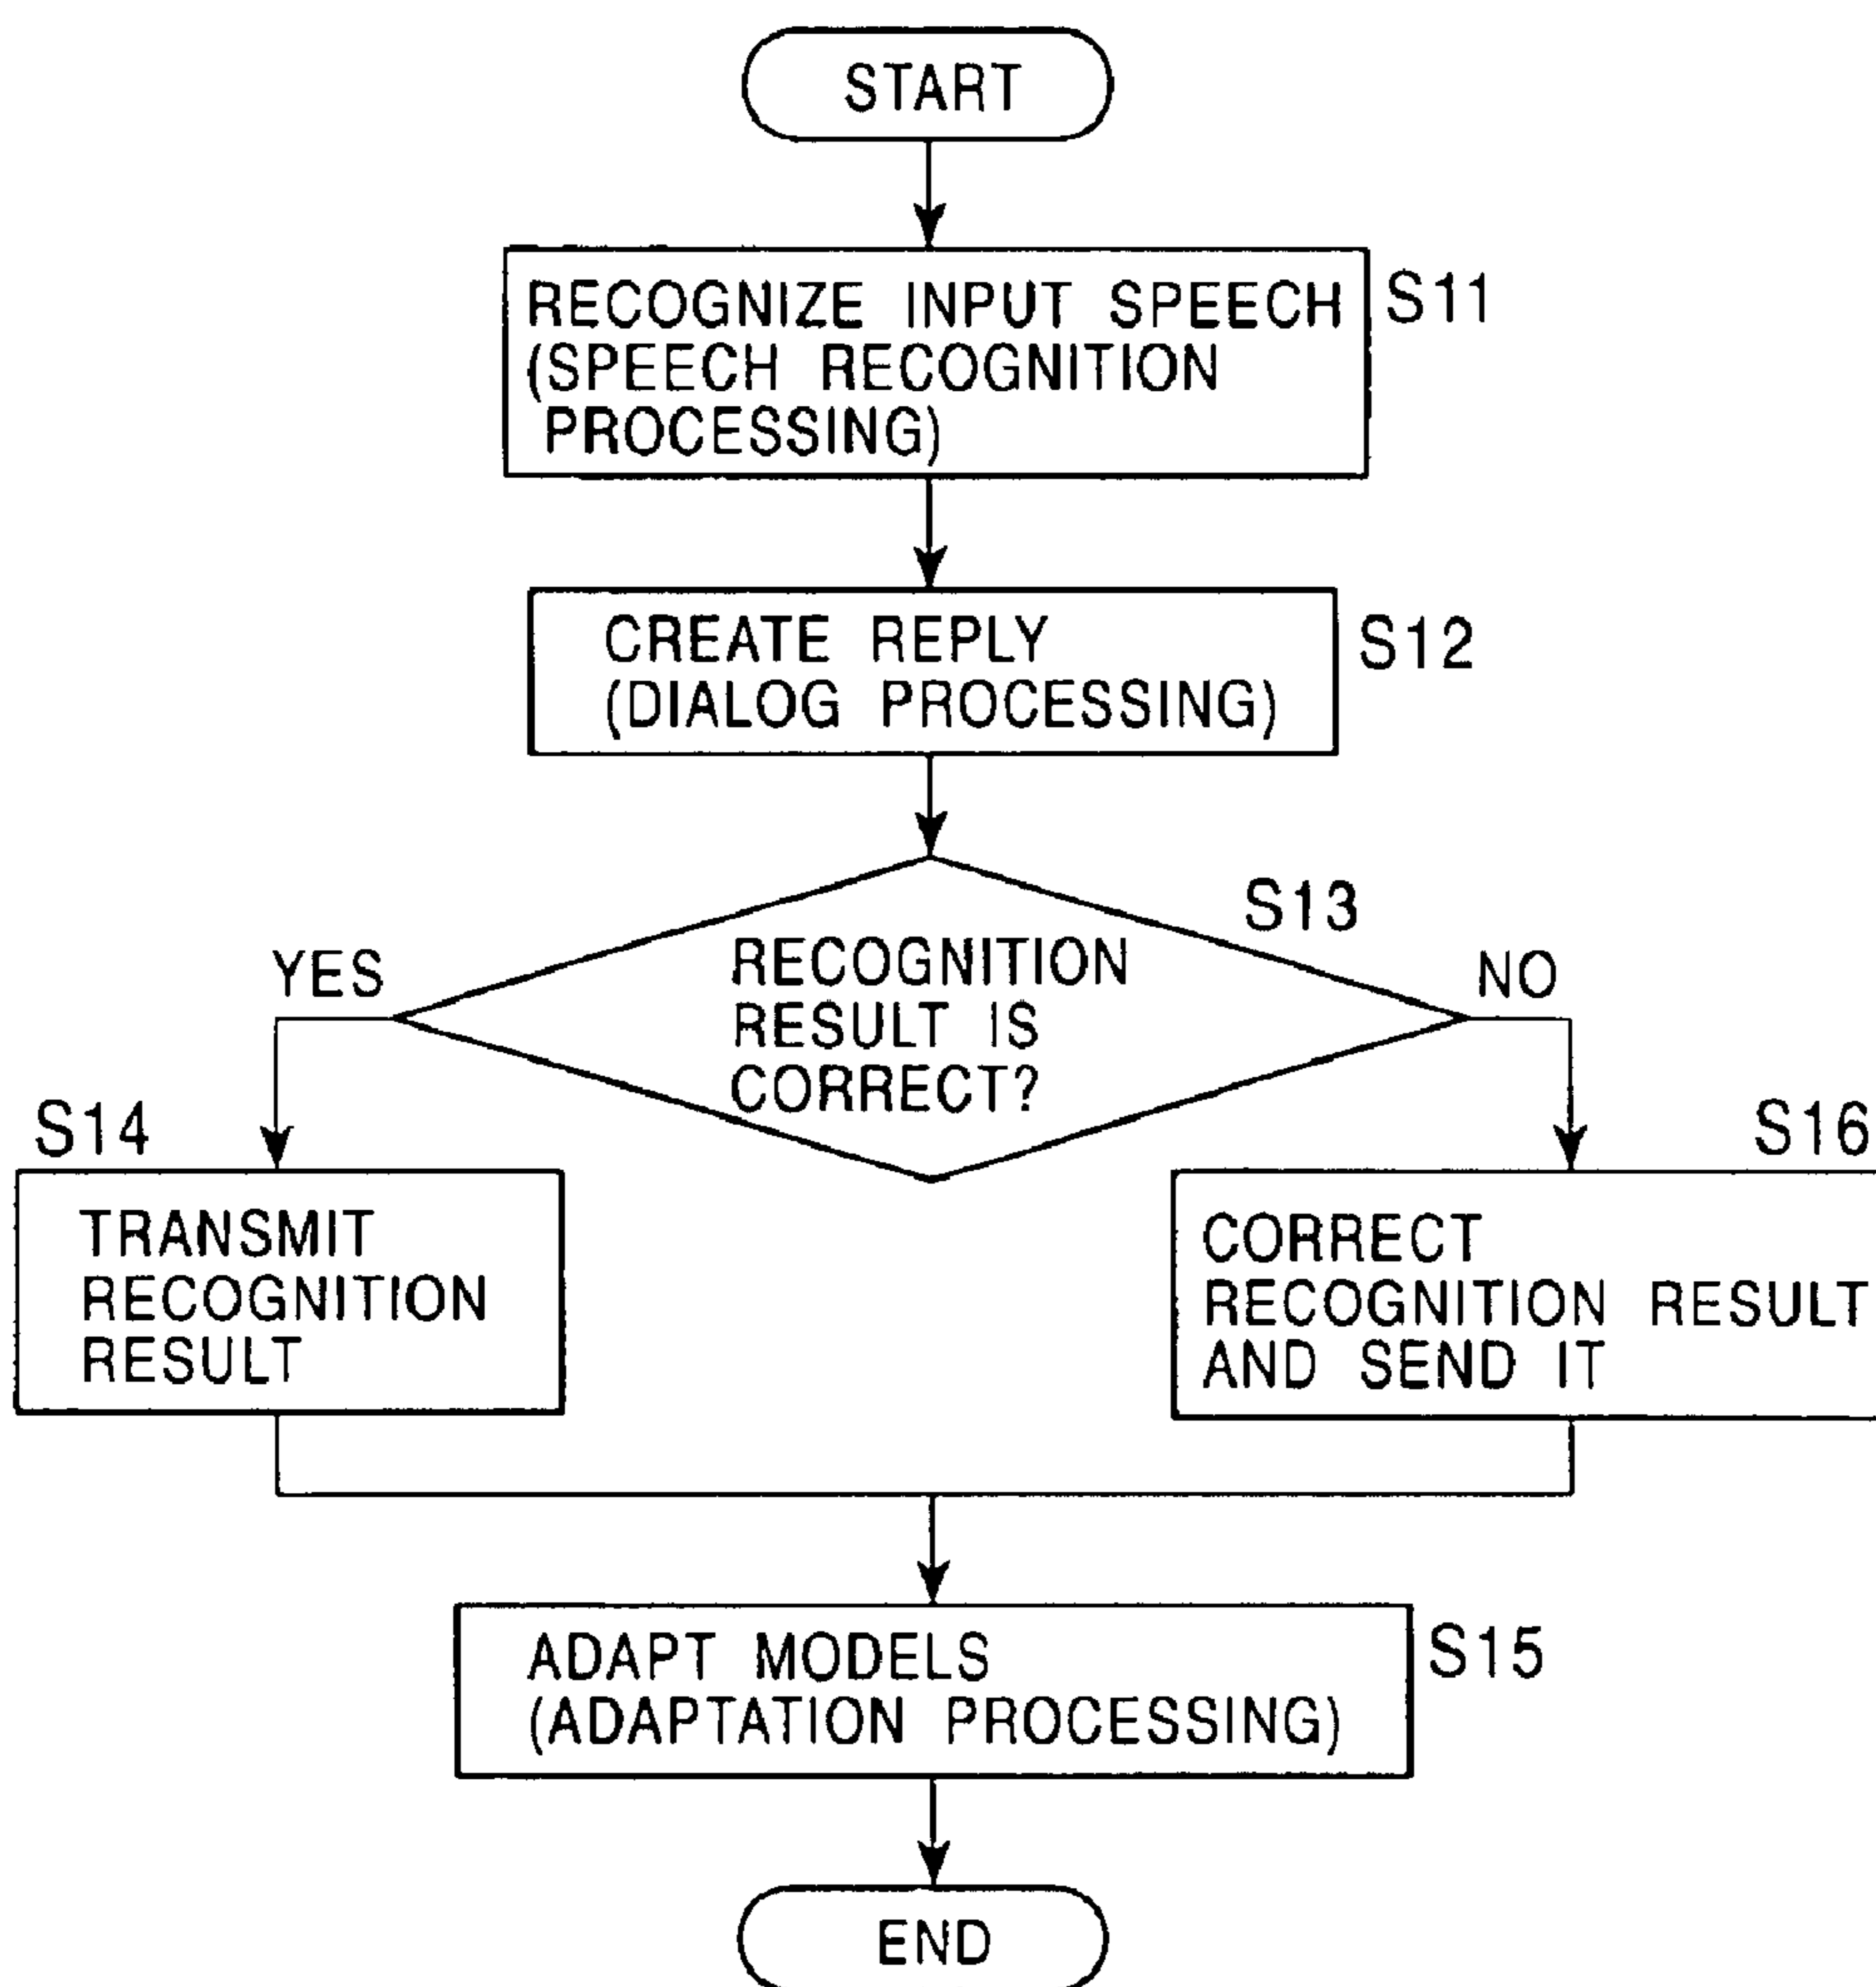 START
RECOGNIZE INPUT SPEECH
(SPEECH RECOGNITION
PROCESSING)
S11
CREATE REPLY
(DIALOG PROCESSING)
S12
S13
RECOGNITION
RESULT IS
CORRECT?
YES
NO
S14
TRANSMIT
RECOGNITION
RESULT
S16
CORRECT
RECOGNITION RESULT
AND SEND IT
ADAPT MODELS
(ADAPTATION PROCESSING)
S15
END